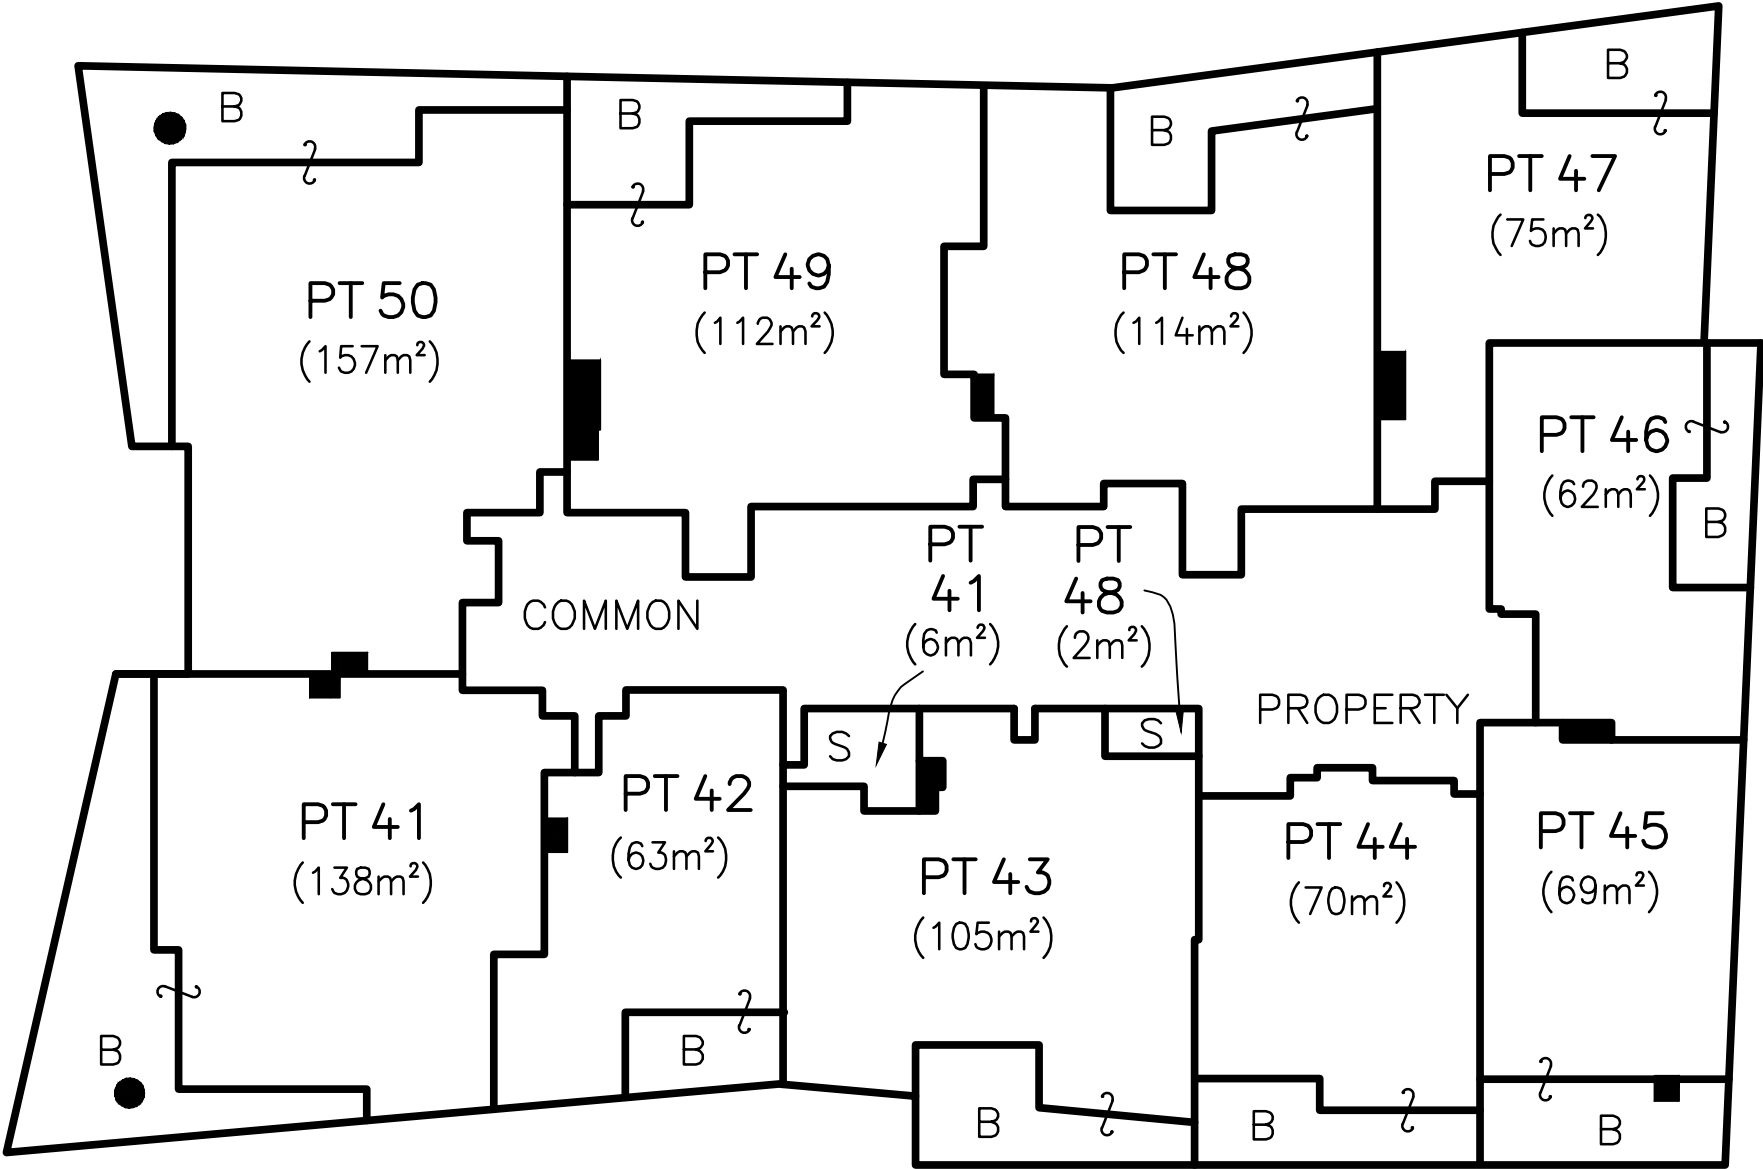 B
B
B
B
PT 47
(75m²)
PT 50
(157m²)
PT 49
(112m²)
PT 48
(114m²)
PT 46
(62m²)
B
COMMON
PT
41
(6m²)
PT
48
(2m²)
PROPERTY
S
S
PT 41
(138m²)
PT 42
(63m²)
PT 43
(105m²)
PT 44
(70m²)
PT 45
(69m²)
B
B
B
B
B